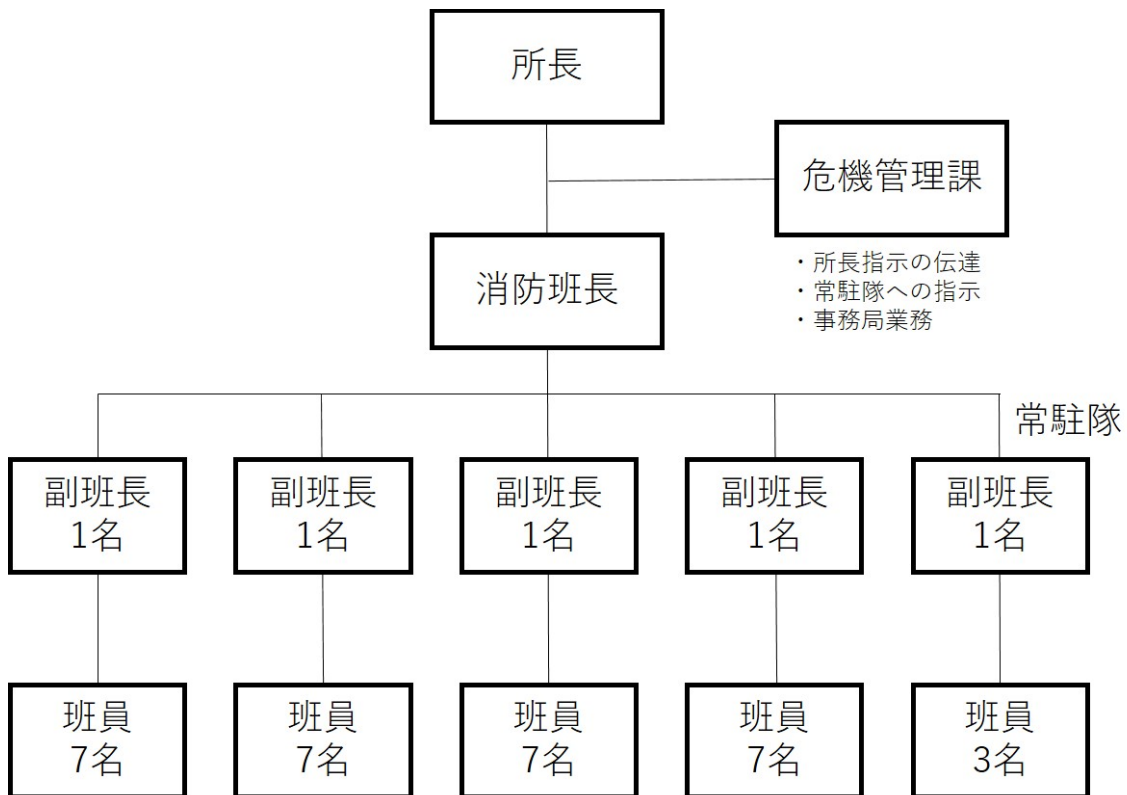 所長
危機管理課
・所長指示の伝達
・常駐隊への指示
・事務局業務
消防班長
常駐隊
副班長
1名
副班長
1名
副班長
1名
副班長
1名
副班長
1名
班員
7名
班員
7名
班員
7名
班員
7名
班員
3名